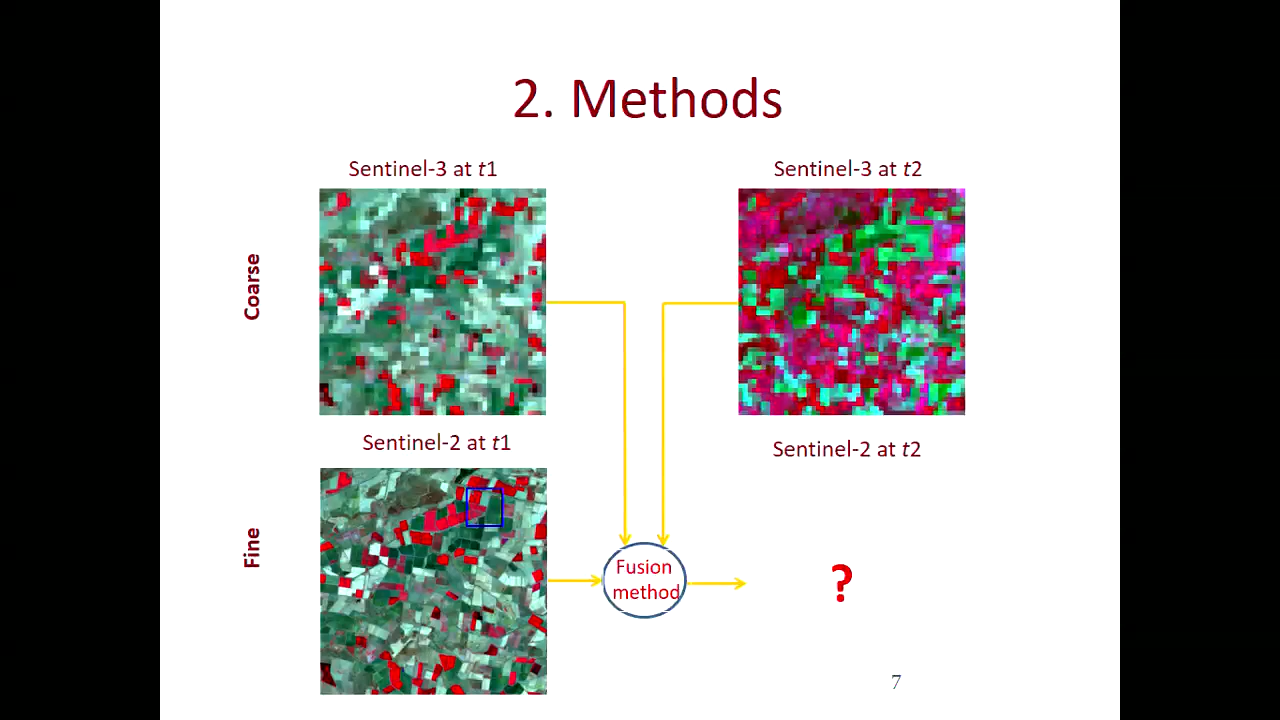 2. Methods
Sentinel-3 at t1
Sentinel-3 at t2
Coarse
Sentinel-2 at t1
Sentinel-2 at t2
Fine
Fusion
method
?
7